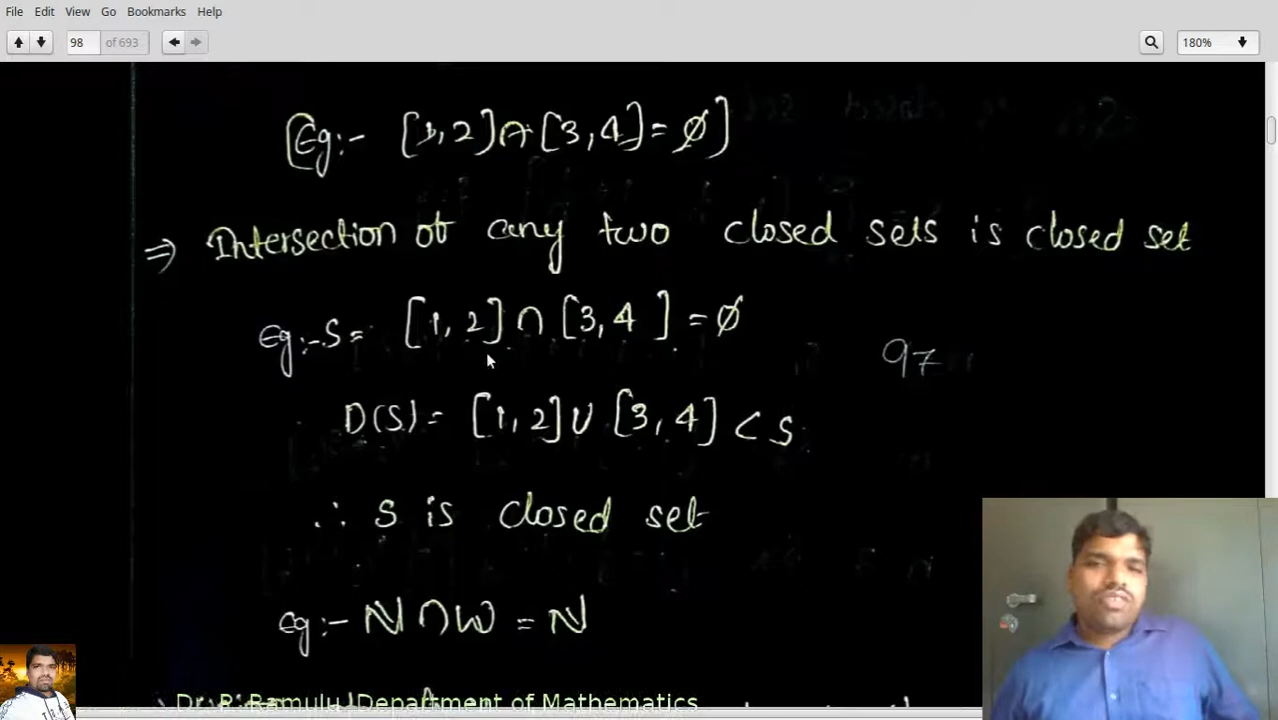 File Edit View Go Bookmarks Help
98 of 693 180%
[Eg:- [1,2]∩[3,4]=∅]
⇒ Intersection of any two closed sets is closed set
Eg:- S= [1,2]∩[3,4]=∅
97
D(S)= [1,2]∪[3,4]<S
∴ S is closed set
Eg:- ℕ∩W = ℕ
Dr. R. Ramulu, Department of Mathematics